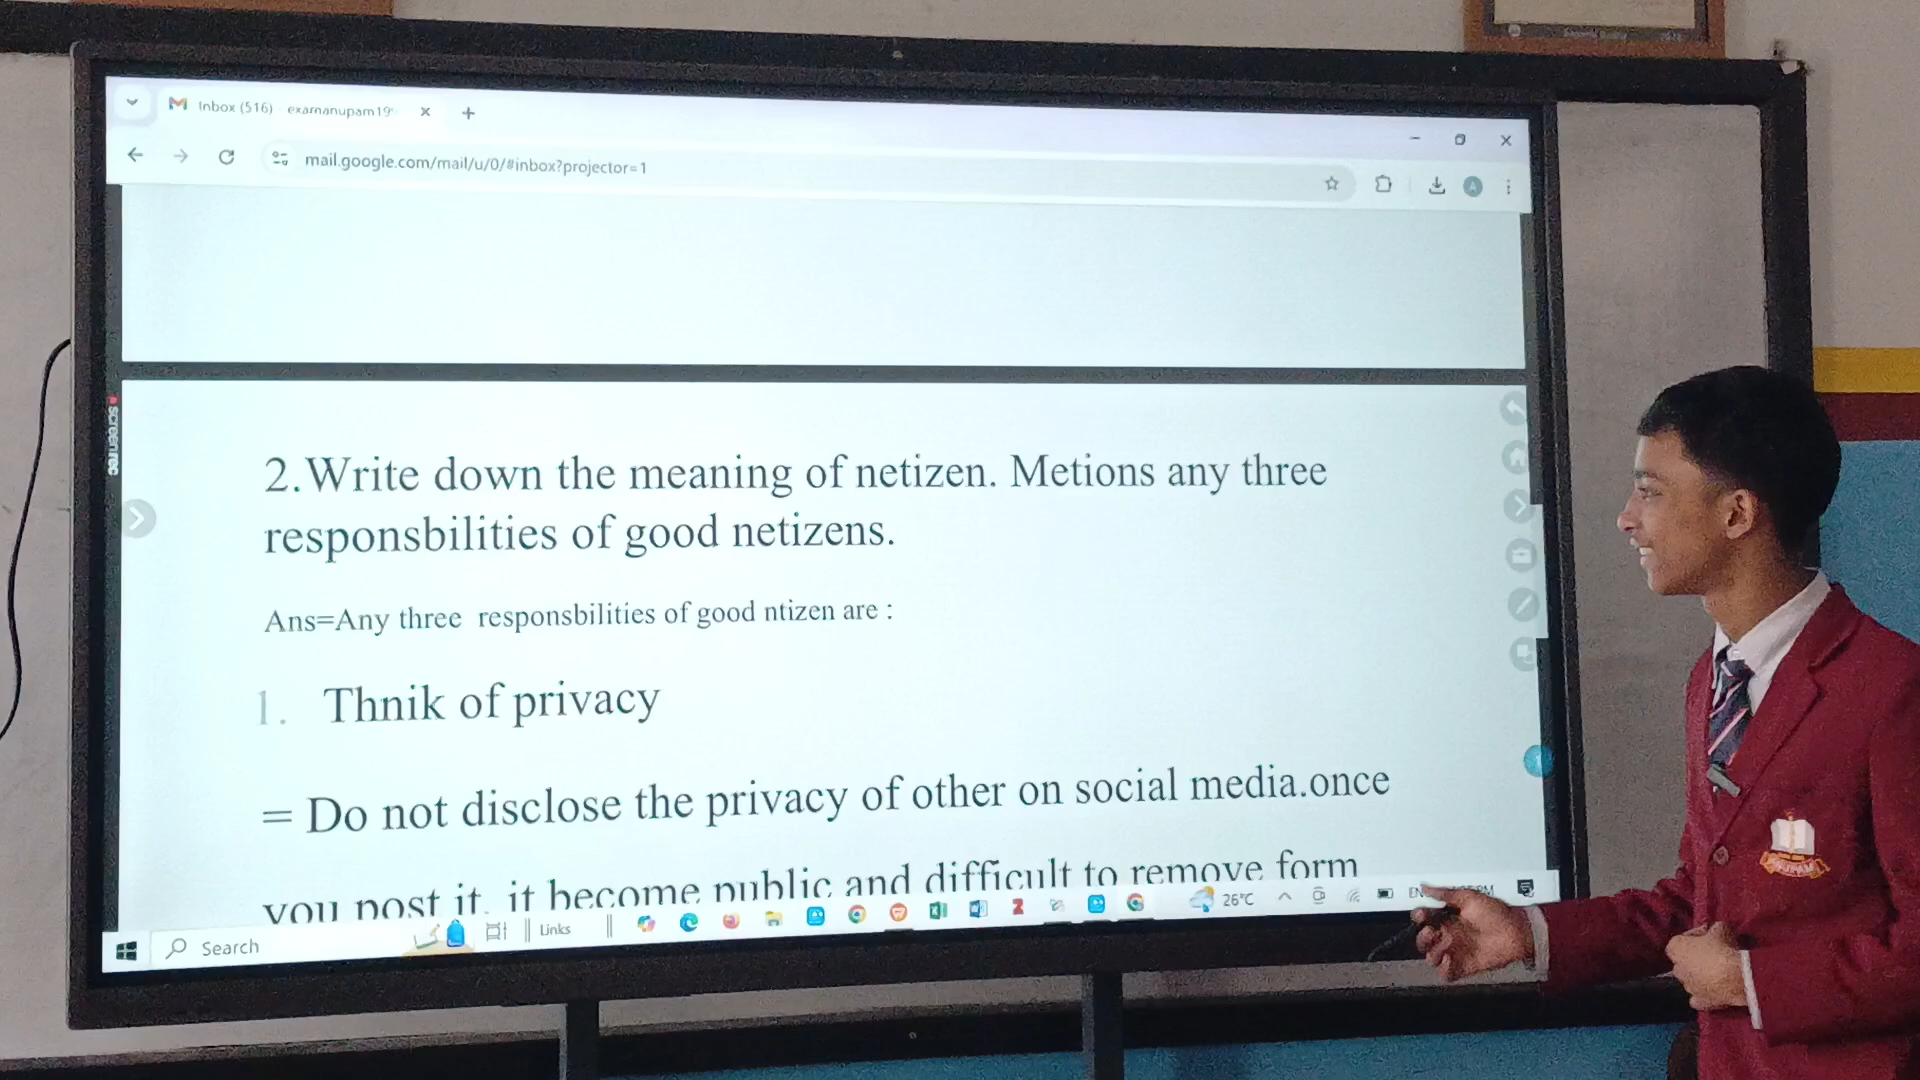 Inbox (516) examanupam19
mail.google.com/mail/u/0/#inbox?projector=1
screenrec
2.Write down the meaning of netizen. Metions any three
responsbilities of good netizens.
Ans=Any three responsbilities of good ntizen are :
1. Thnik of privacy
= Do not disclose the privacy of other on social media.once
you post it, it become public and difficult to remove form
Search
Links
26°C
EN